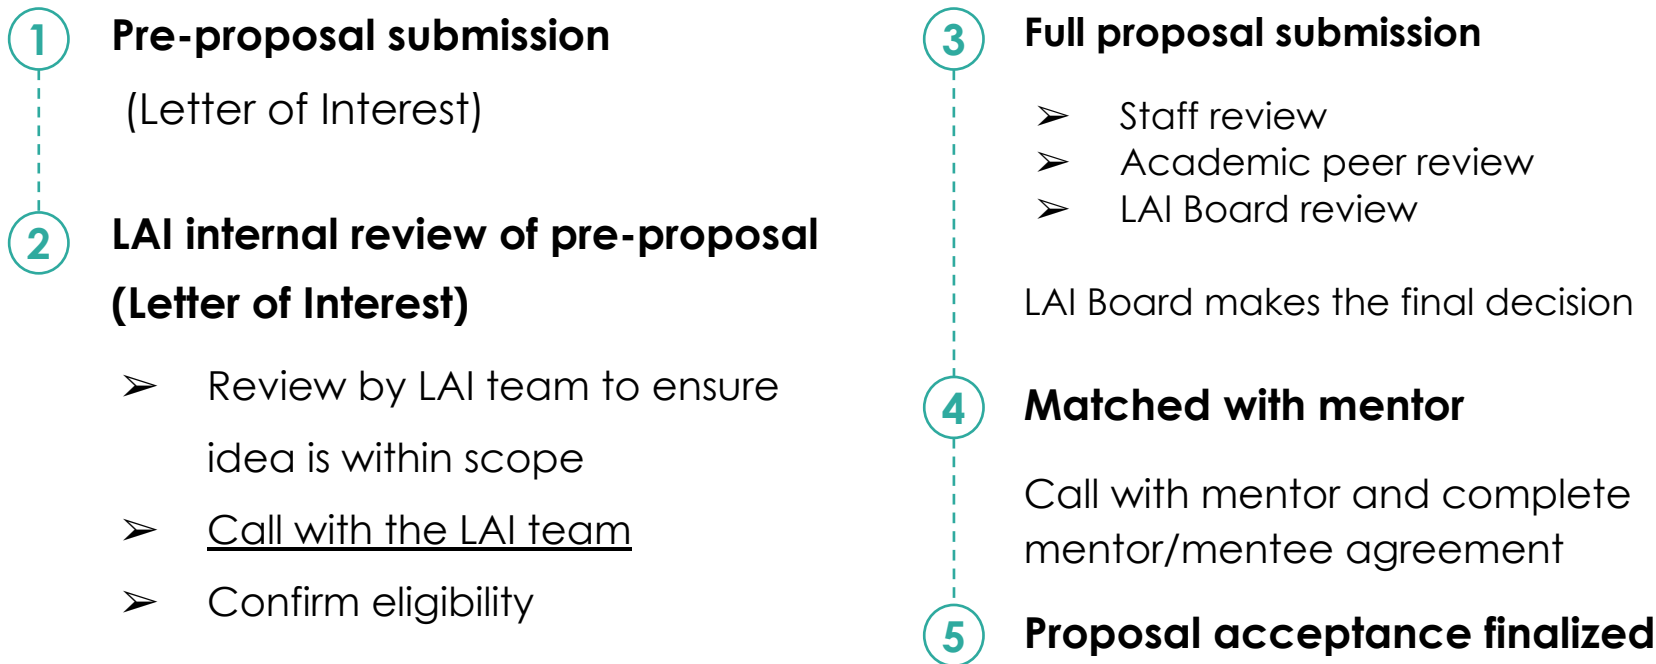 1 Pre-proposal submission
(Letter of Interest)
2 LAI internal review of pre-proposal
(Letter of Interest)
➢ Review by LAI team to ensure
idea is within scope
➢ Call with the LAI team
➢ Confirm eligibility
3 Full proposal submission
➢ Staff review
➢ Academic peer review
➢ LAI Board review
LAI Board makes the final decision
4 Matched with mentor
Call with mentor and complete
mentor/mentee agreement
5 Proposal acceptance finalized